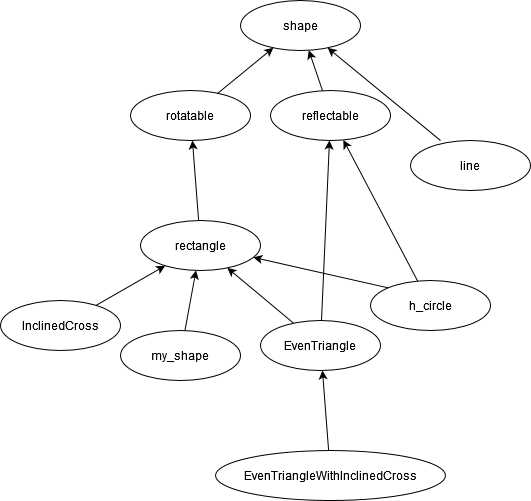 shape
rotatable
reflectable
line
rectangle
h_circle
InclinedCross
my_shape
EvenTriangle
EvenTriangleWithInclinedCross